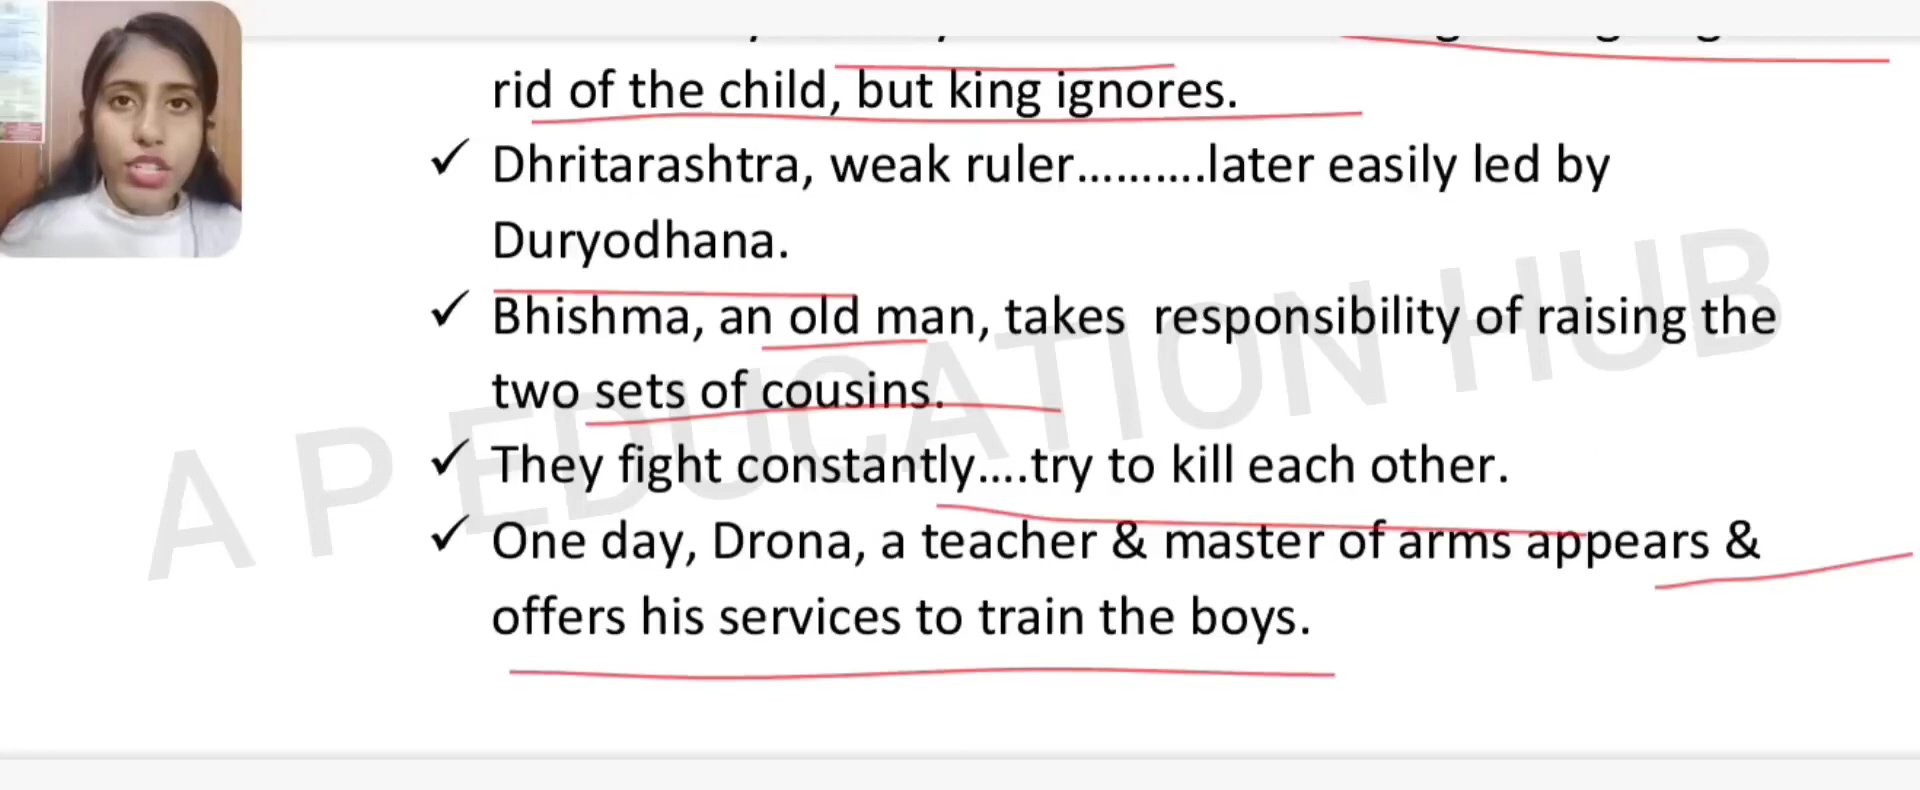 rid of the child, but king ignores.
✓ Dhritarashtra, weak ruler..........later easily led by
Duryodhana.
✓ Bhishma, an old man, takes responsibility of raising the
two sets of cousins.
✓ They fight constantly....try to kill each other.
✓ One day, Drona, a teacher & master of arms appears &
offers his services to train the boys.
A P EDUCATION HUB